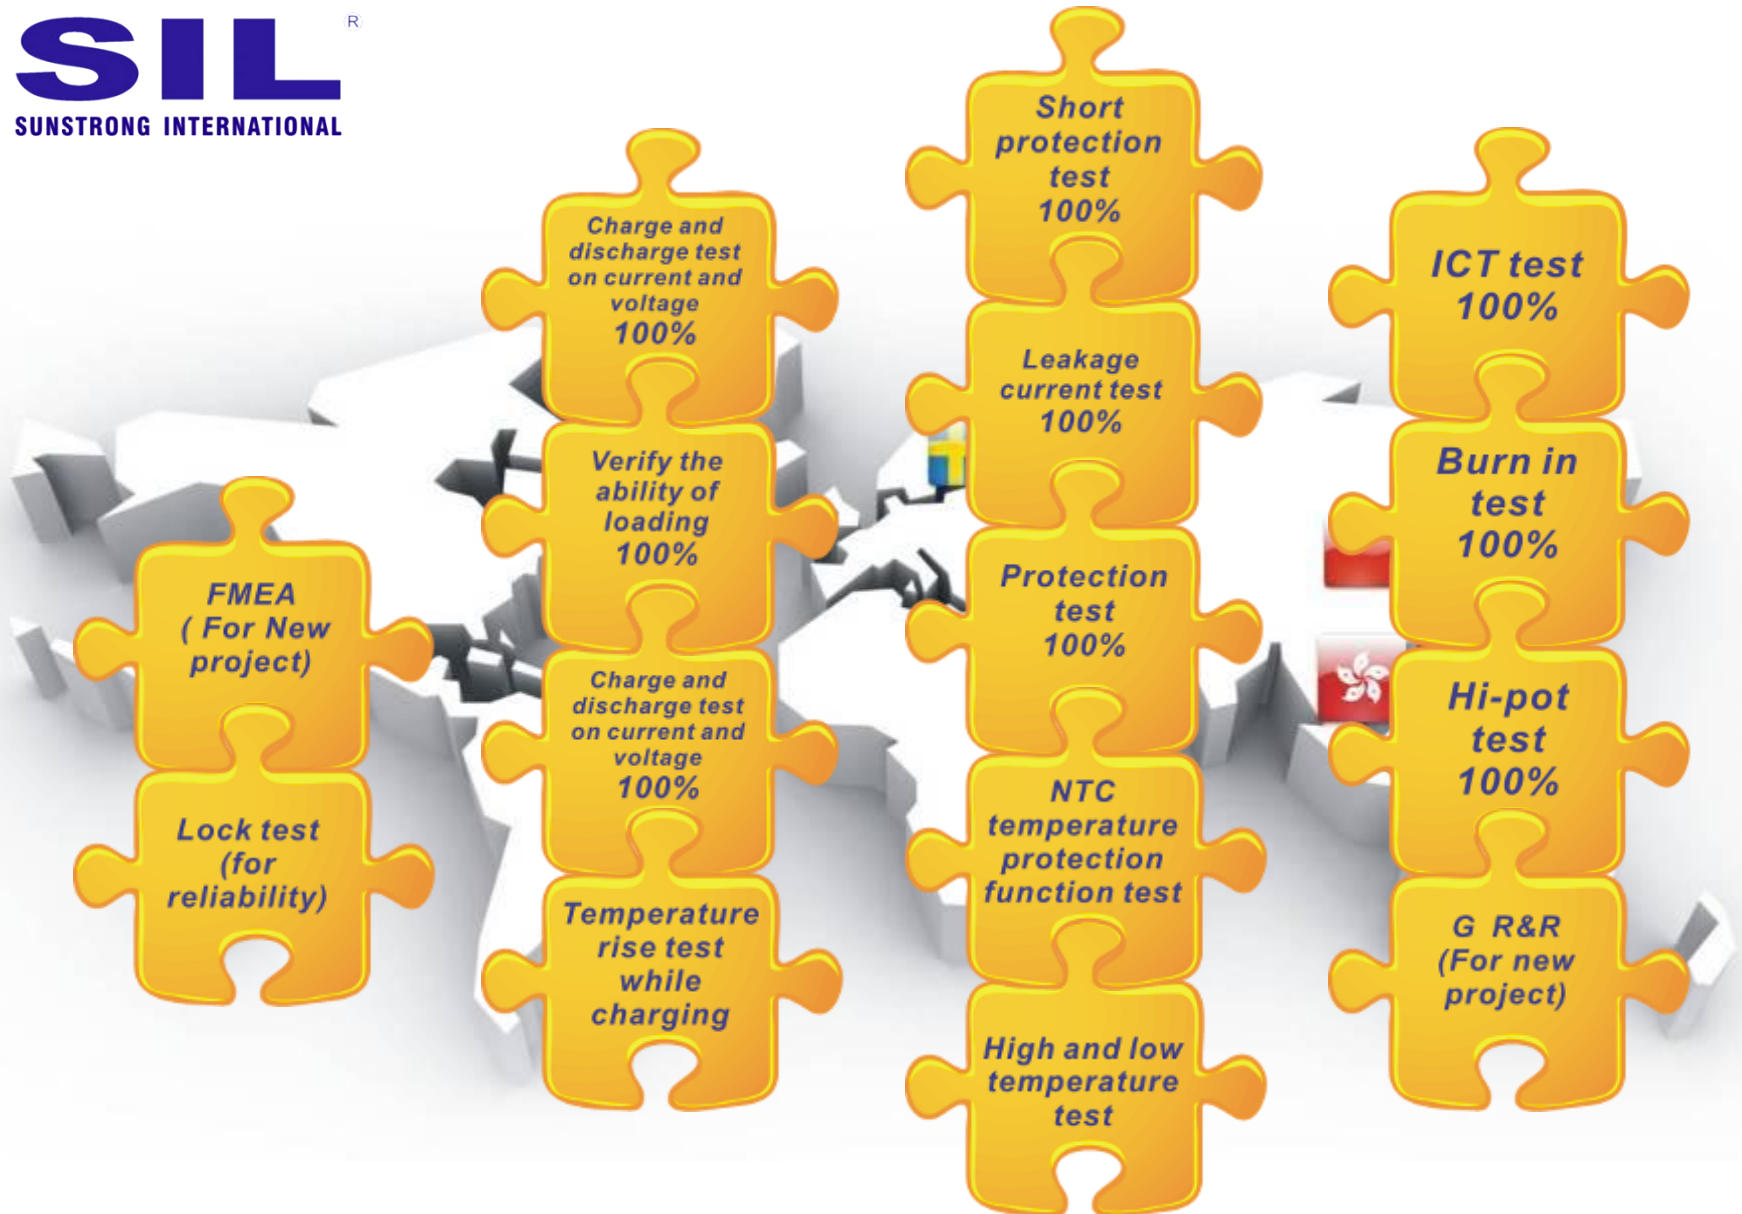 SIL ®
SUNSTRONG INTERNATIONAL
FMEA
( For New
project)
Lock test
(for
reliability)
Charge and
discharge test
on current and
voltage
100%
Verify the
ability of
loading
100%
Charge and
discharge test
on current and
voltage
100%
Temperature
rise test
while
charging
Short
protection
test
100%
Leakage
current test
100%
Protection
test
100%
NTC
temperature
protection
function test
High and low
temperature
test
ICT test
100%
Burn in
test
100%
Hi-pot
test
100%
G R&R
(For new
project)